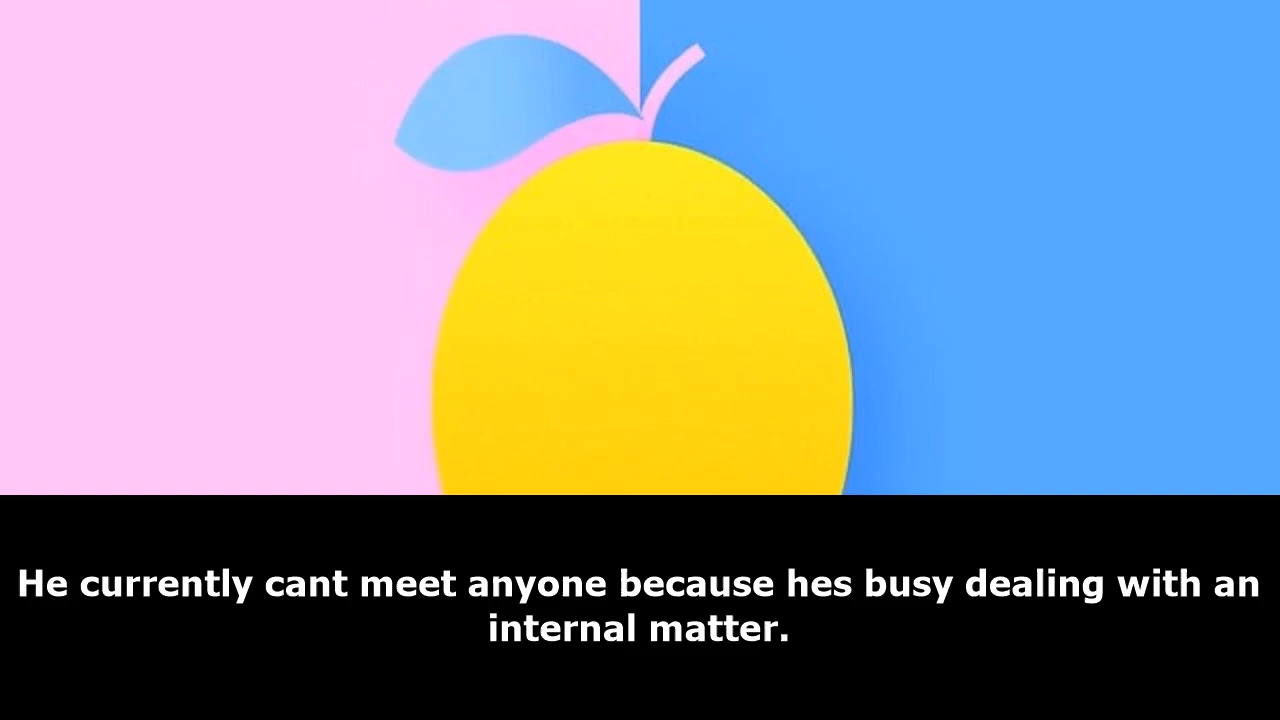 He currently cant meet anyone because hes busy dealing with an
internal matter.